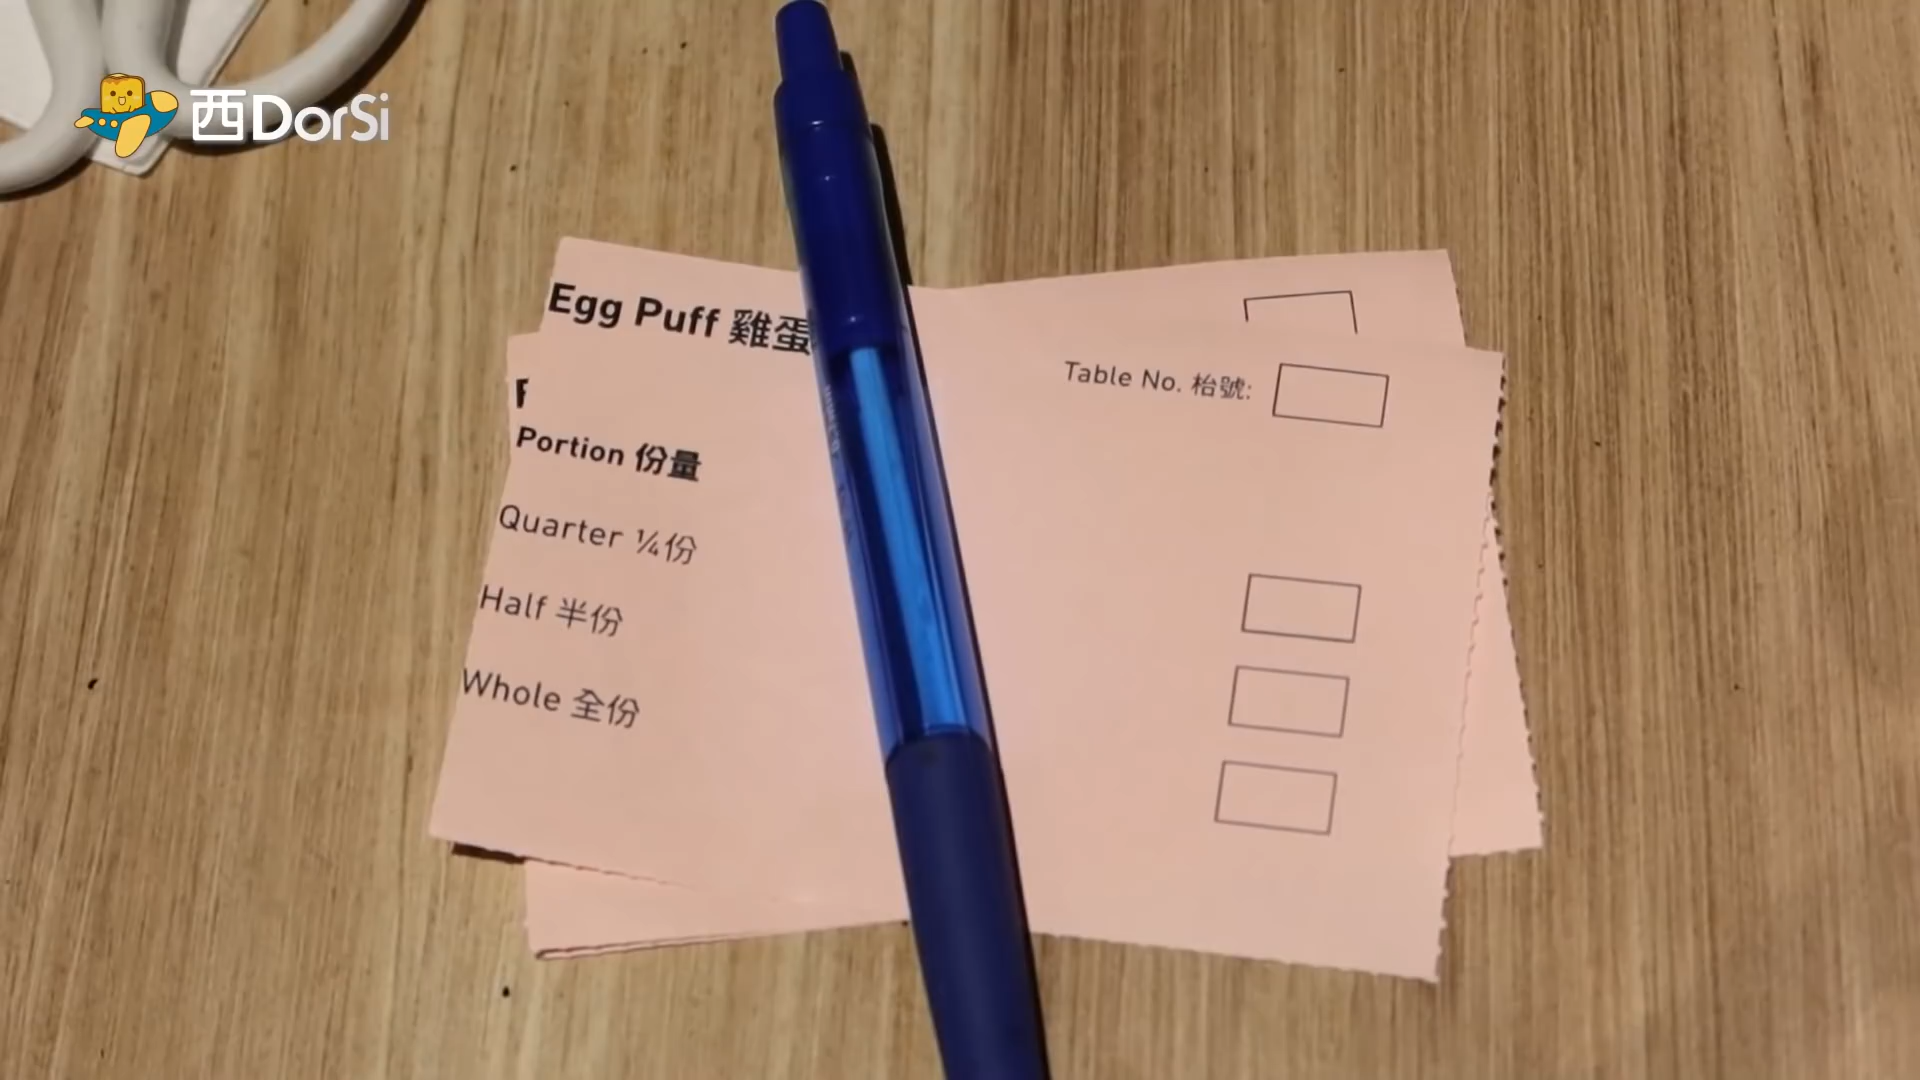 西DorSi
Egg Puff 雞蛋
Table No. 枱號:
Portion 份量
Quarter ¼份
Half 半份
Whole 全份